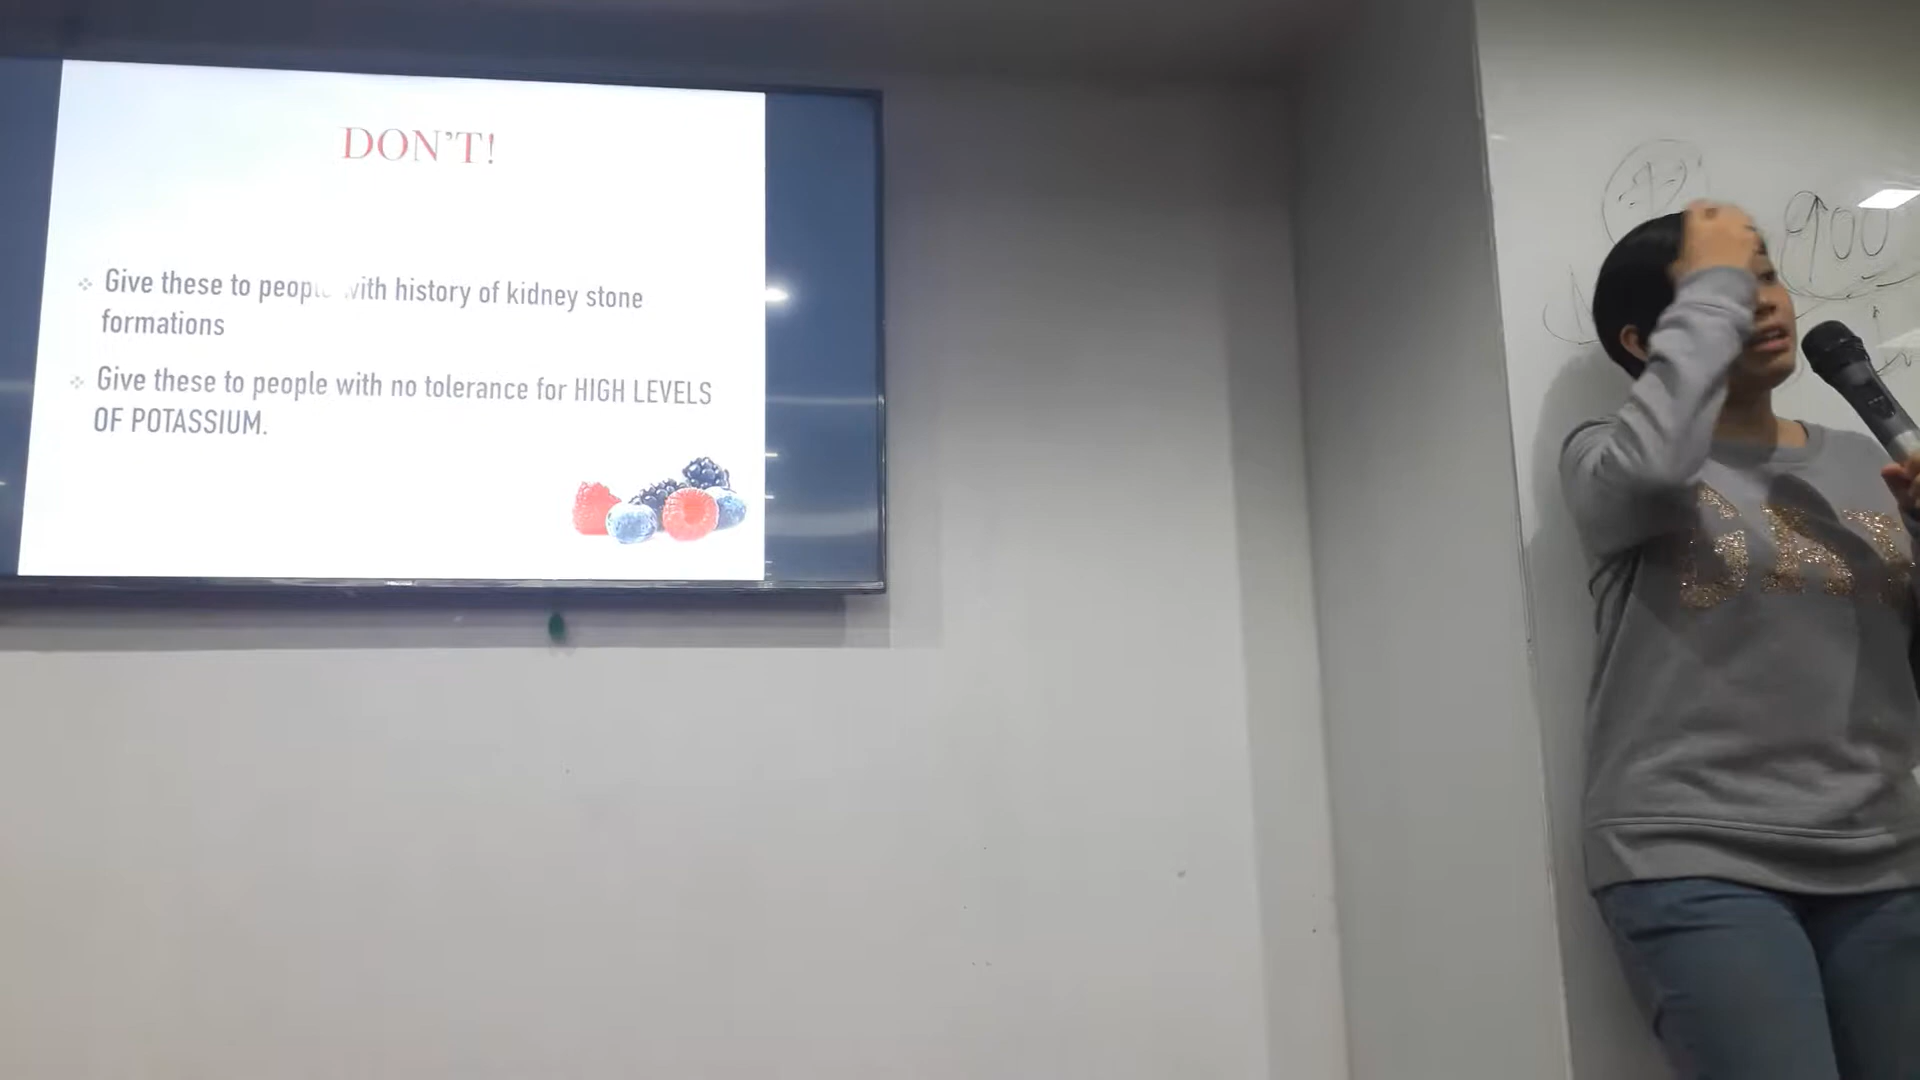 DON'T!
Give these to people with history of kidney stone
formations
Give these to people with no tolerance for HIGH LEVELS
OF POTASSIUM.
900